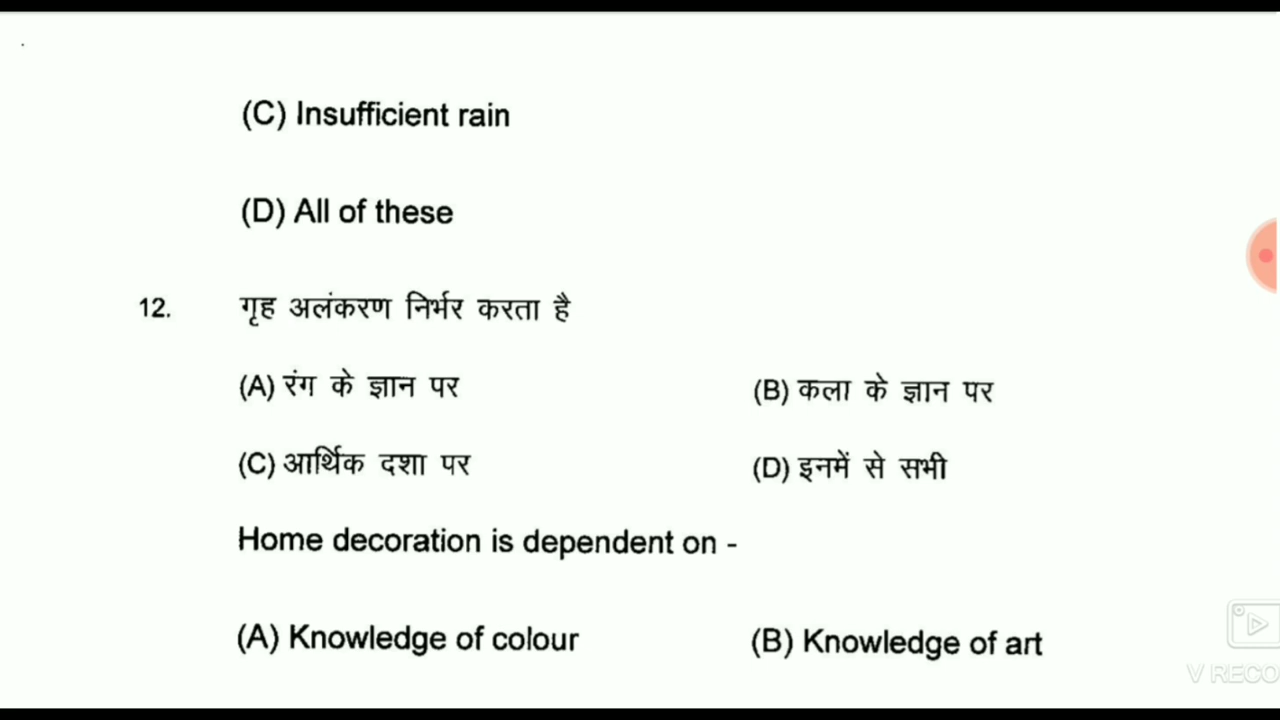 (C) Insufficient rain
(D) All of these
12. गृह अलंकरण निर्भर करता है
(A) रंग के ज्ञान पर (B) कला के ज्ञान पर
(C) आर्थिक दशा पर (D) इनमें से सभी
Home decoration is dependent on -
(A) Knowledge of colour (B) Knowledge of art
V RECO